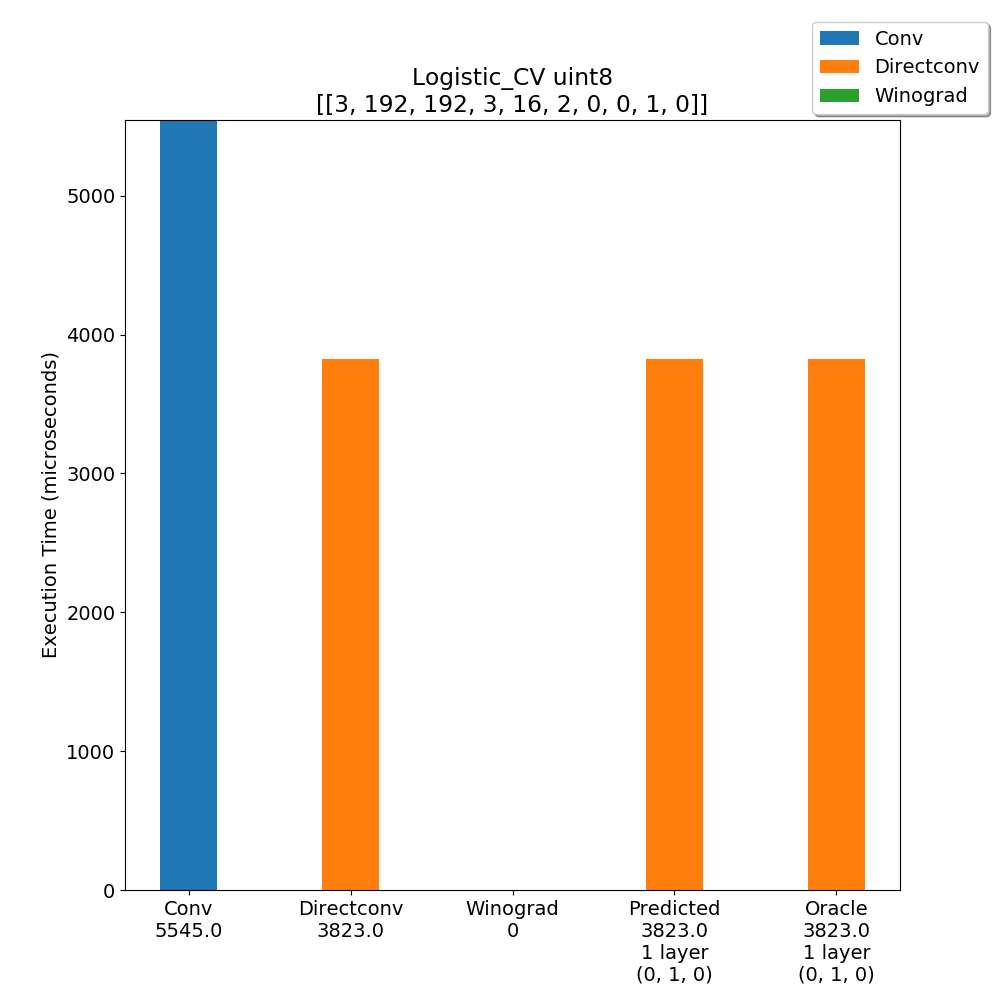 Conv
Directconv
Winograd
Logistic_CV uint8
[[3, 192, 192, 3, 16, 2, 0, 0, 1, 0]]
Execution Time (microseconds)
5000
4000
3000
2000
1000
0
Conv
5545.0
Directconv
3823.0
Winograd
0
Predicted
3823.0
1 layer
(0, 1, 0)
Oracle
3823.0
1 layer
(0, 1, 0)